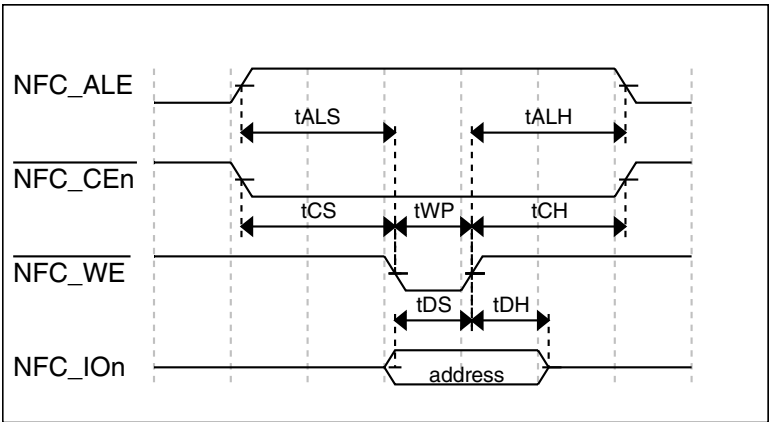 NFC_ALE
tALS tALH
NFC_CEn
tCS tWP tCH
NFC_WE
tDS tDH
NFC_IOn
address